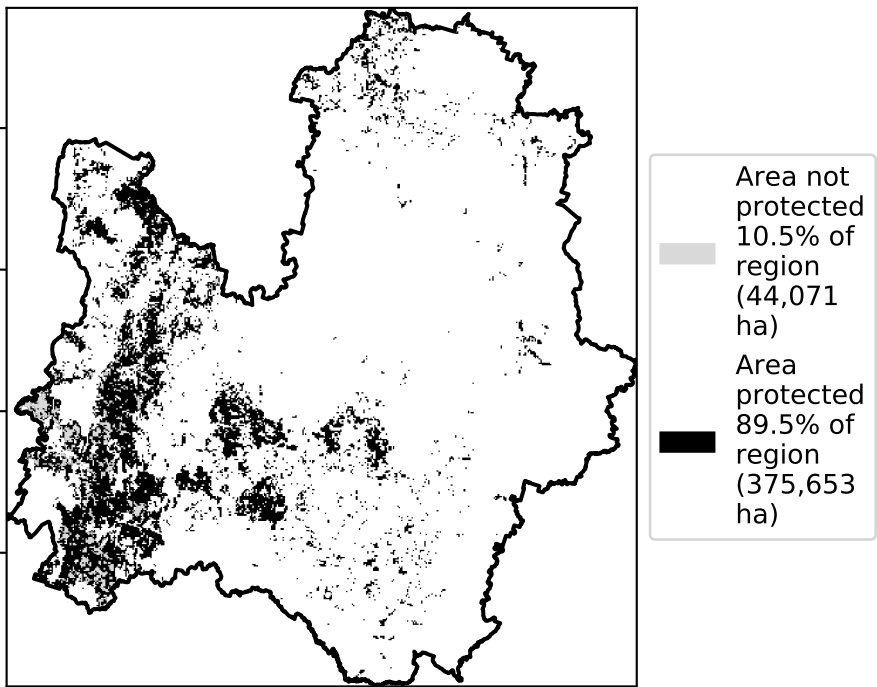 Area not
protected
10.5% of
region
(44,071
ha)
Area
protected
89.5% of
region
(375,653
ha)